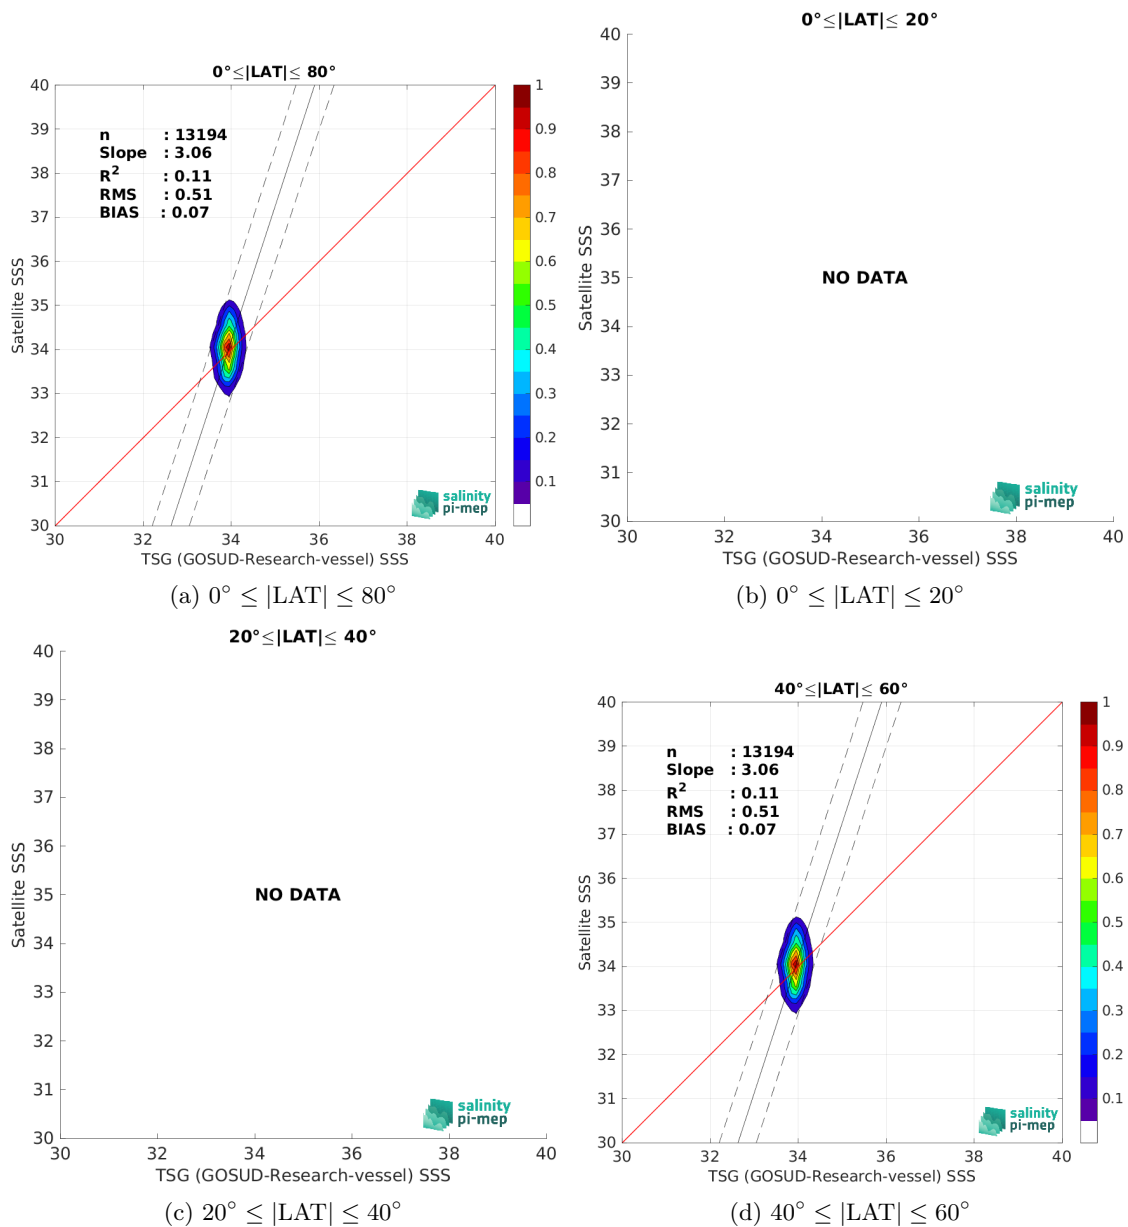 0°≤|LAT|≤ 80°
40
39
38
37
36
35
34
33
32
31
30
Satellite SSS
n : 13194
Slope : 3.06
R² : 0.11
RMS : 0.51
BIAS : 0.07
salinity
pi-mep
1
0.9
0.8
0.7
0.6
0.5
0.4
0.3
0.2
0.1
30 32 34 36 38 40
TSG (GOSUD-Research-vessel) SSS
(a) 0° ≤ |LAT| ≤ 80°
0°≤|LAT|≤ 20°
40
39
38
37
36
35
34
33
32
31
30
Satellite SSS
NO DATA
salinity
pi-mep
30 32 34 36 38 40
TSG (GOSUD-Research-vessel) SSS
(b) 0° ≤ |LAT| ≤ 20°
20°≤|LAT|≤ 40°
40
39
38
37
36
35
34
33
32
31
30
Satellite SSS
NO DATA
salinity
pi-mep
30 32 34 36 38 40
TSG (GOSUD-Research-vessel) SSS
(c) 20° ≤ |LAT| ≤ 40°
40°≤|LAT|≤ 60°
40
39
38
37
36
35
34
33
32
31
30
Satellite SSS
n : 13194
Slope : 3.06
R² : 0.11
RMS : 0.51
BIAS : 0.07
salinity
pi-mep
1
0.9
0.8
0.7
0.6
0.5
0.4
0.3
0.2
0.1
30 32 34 36 38 40
TSG (GOSUD-Research-vessel) SSS
(d) 40° ≤ |LAT| ≤ 60°